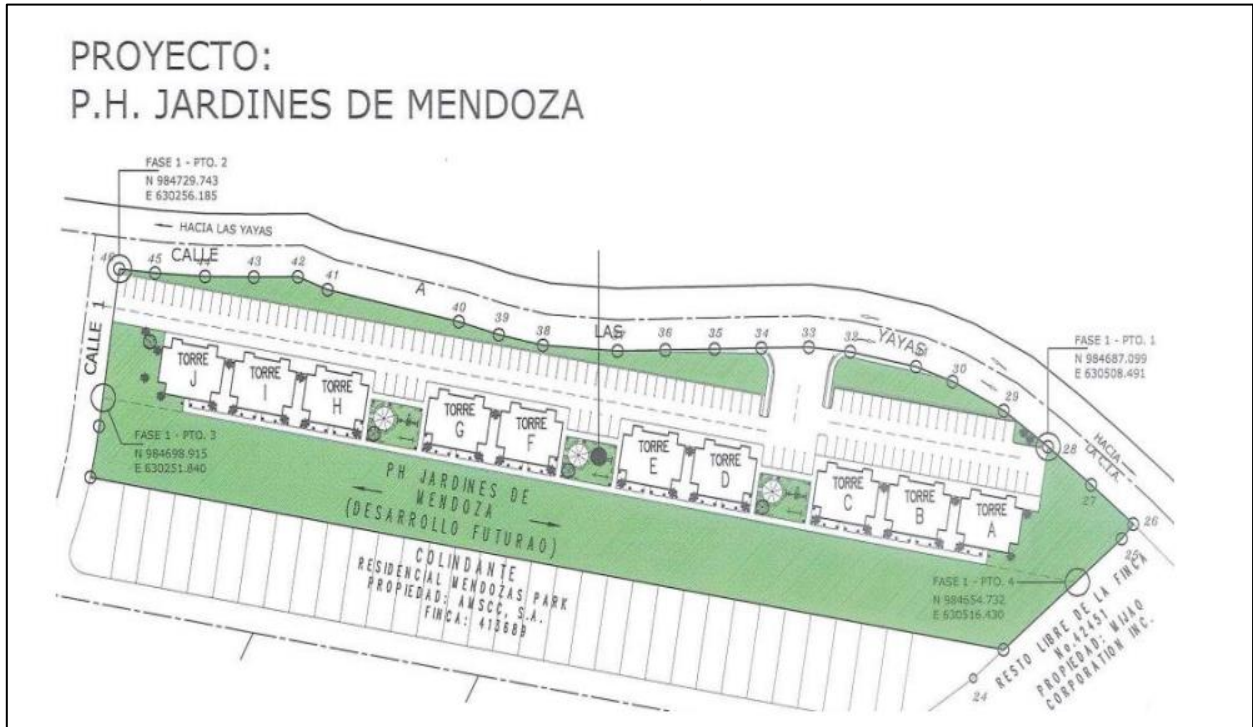 PROYECTO:
P.H. JARDINES DE MENDOZA
FASE 1 - PTO. 2
N 984729.743
E 630256.185
HACIA LAS YAYAS
CALLE
A
LAS
YAYAS
46
45
44
43
42
41
40
39
38
36
35
34
33
32
30
29
28
27
26
25
24
FASE 1 - PTO. 1
N 984687.099
E 630508.491
HACIA
CALLE 1
TORRE
J
TORRE
I
TORRE
H
TORRE
G
TORRE
F
TORRE
E
TORRE
D
TORRE
C
TORRE
B
TORRE
A
FASE 1 - PTO. 3
N 984698.915
E 630251.840
PH JARDINES DE
MENDOZA
(DESARROLLO FUTURAO)
COLINDANTE
RESIDENCIAL MENDOZAS PARK
PROPIEDAD: AMSCC, S.A.
FINCA: 413689
FASE 1 - PTO. 4
N 984654.732
E 630516.430
RESTO LIBRE DE LA FINCA
No.42451
PROPIEDAD: MIJAO
CORPORATION INC.